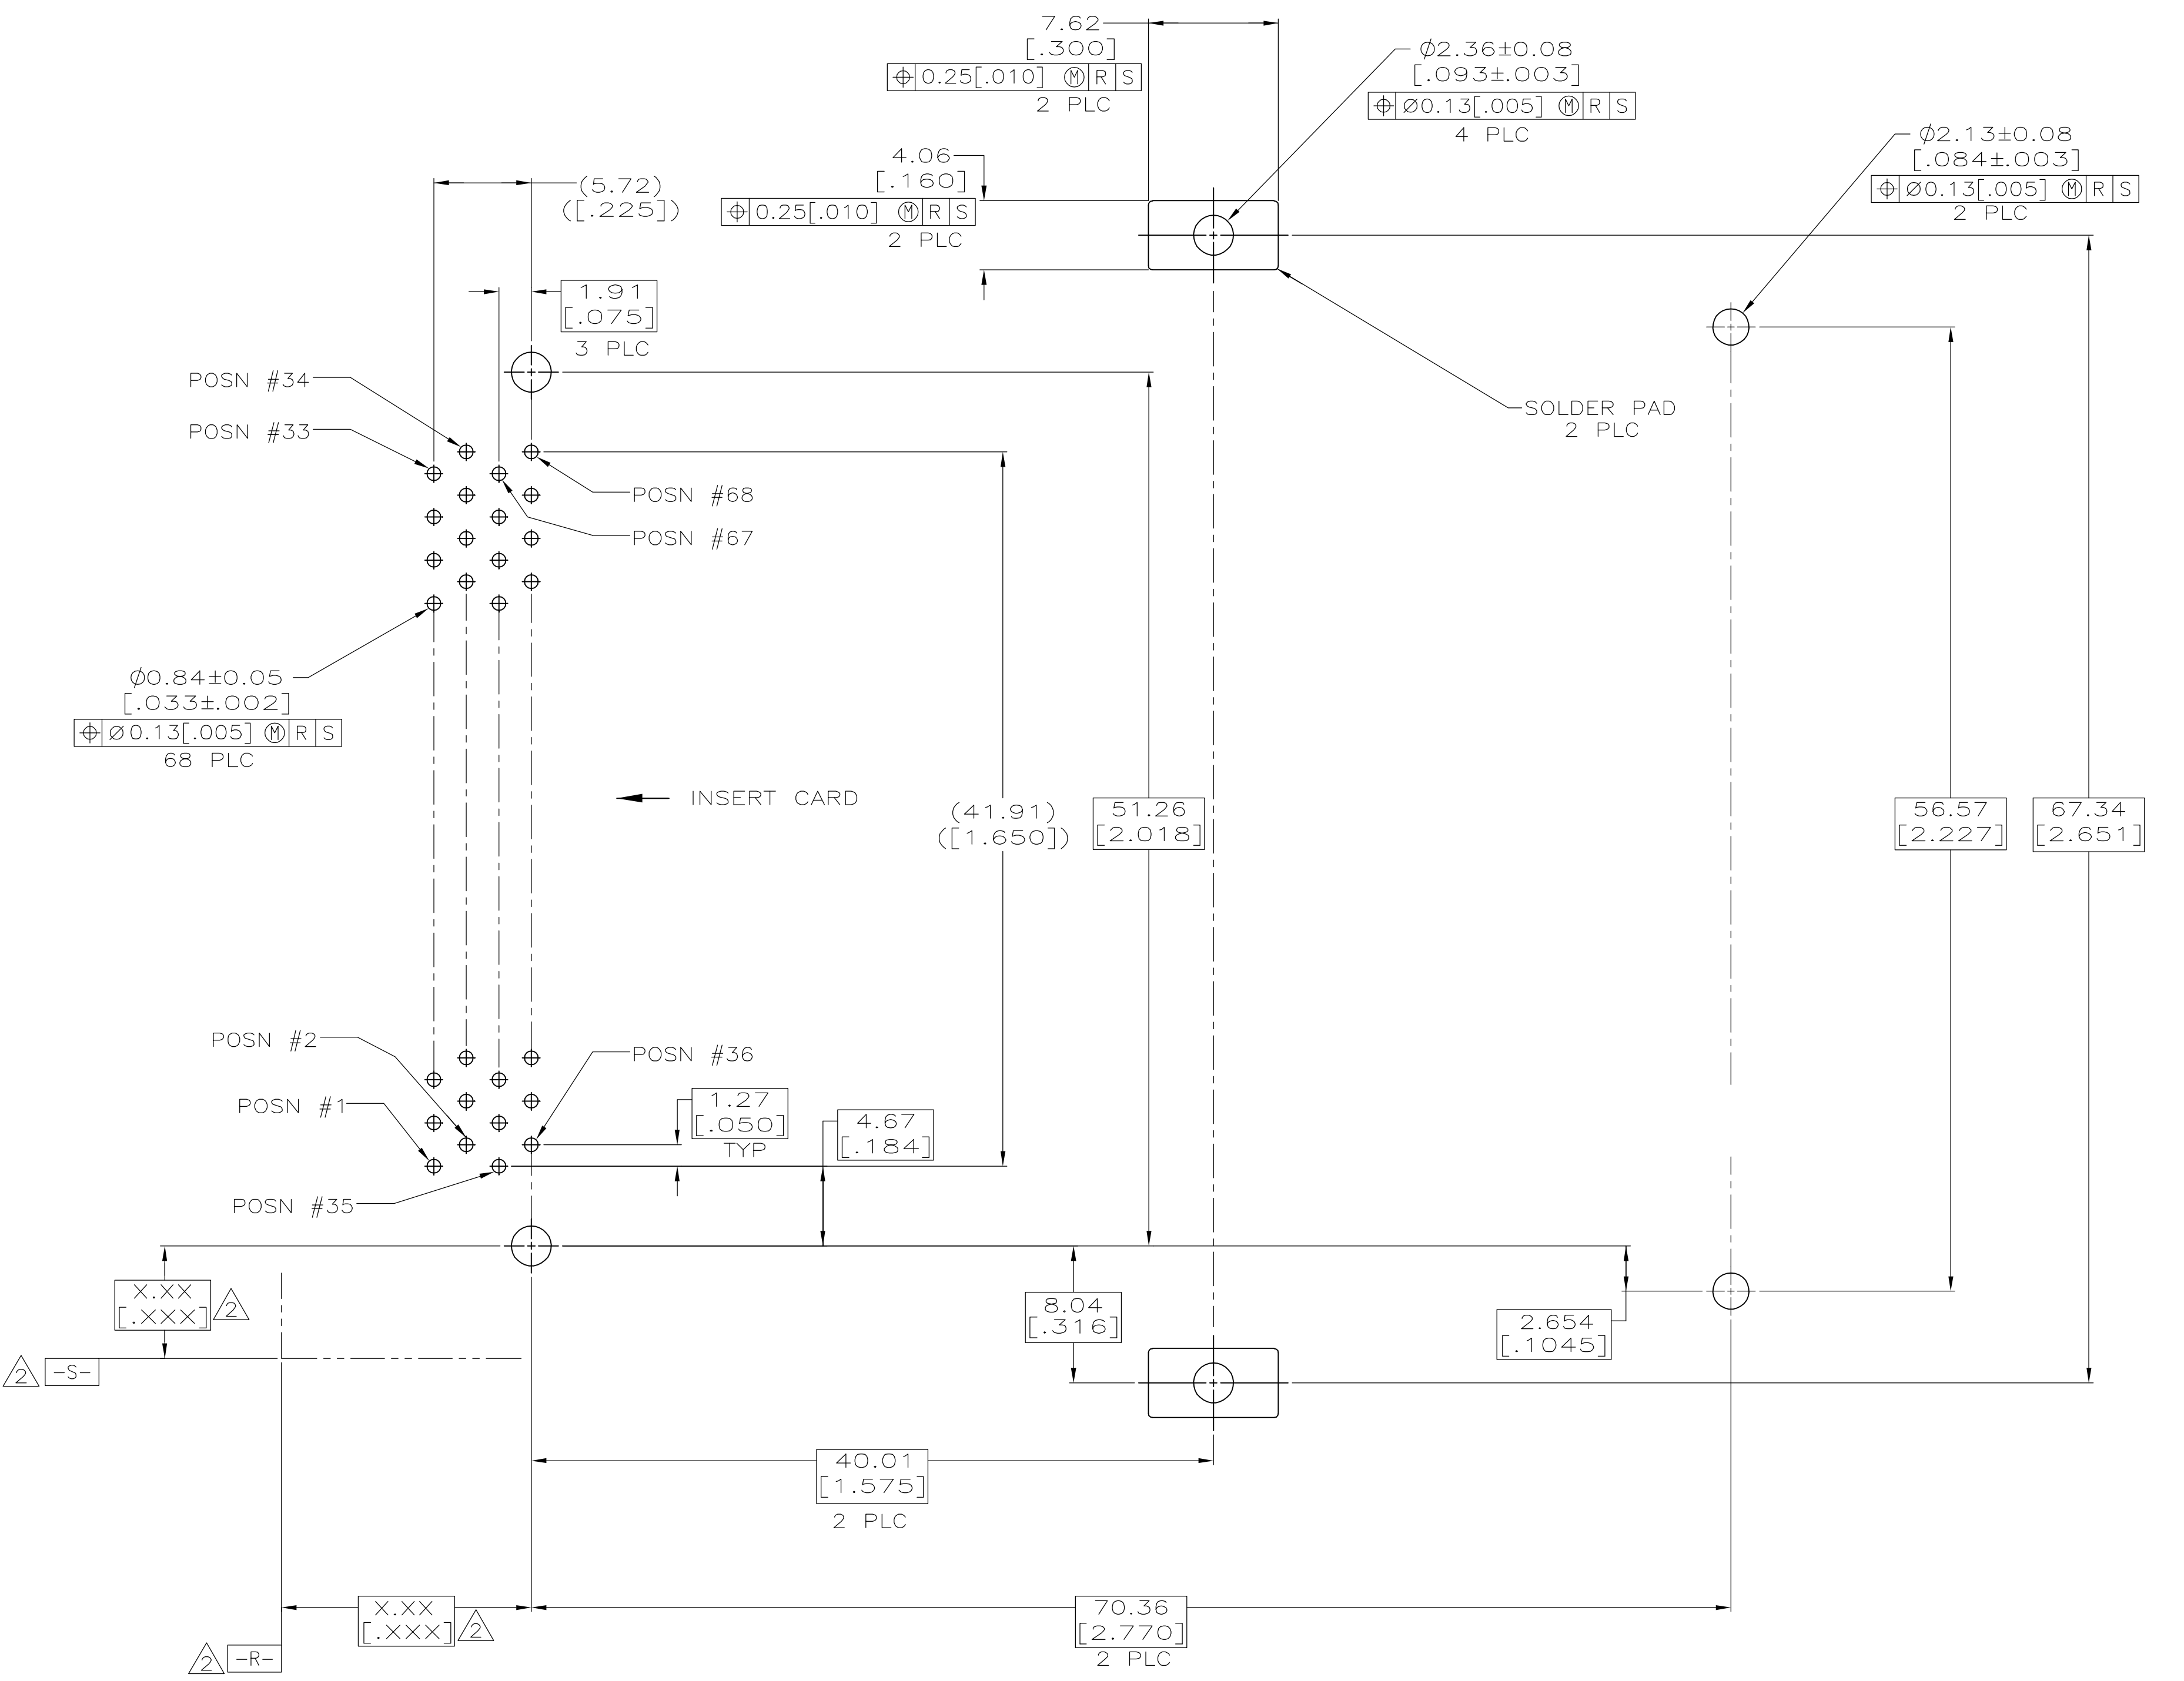 7.62
[.300]
⌖ 0.25[.010] Ⓜ R S
2 PLC
⌀2.36±0.08
[.093±.003]
⌖ ⌀0.13[.005] Ⓜ R S
4 PLC
⌀2.13±0.08
[.084±.003]
⌖ ⌀0.13[.005] Ⓜ R S
2 PLC
4.06
[.160]
⌖ 0.25[.010] Ⓜ R S
2 PLC
(5.72)
([.225])
1.91
[.075]
3 PLC
POSN #34
POSN #33
SOLDER PAD
2 PLC
POSN #68
POSN #67
⌀0.84±0.05
[.033±.002]
⌖ ⌀0.13[.005] Ⓜ R S
68 PLC
INSERT CARD
(41.91)
([1.650])
51.26
[2.018]
56.57
[2.227]
67.34
[2.651]
POSN #2
POSN #36
POSN #1
1.27
[.050]
TYP
4.67
[.184]
POSN #35
X.XX
[.XXX]
2
8.04
[.316]
2.654
[.1045]
2
-S-
40.01
[1.575]
2 PLC
X.XX
[.XXX]
2
70.36
[2.770]
2 PLC
2
-R-